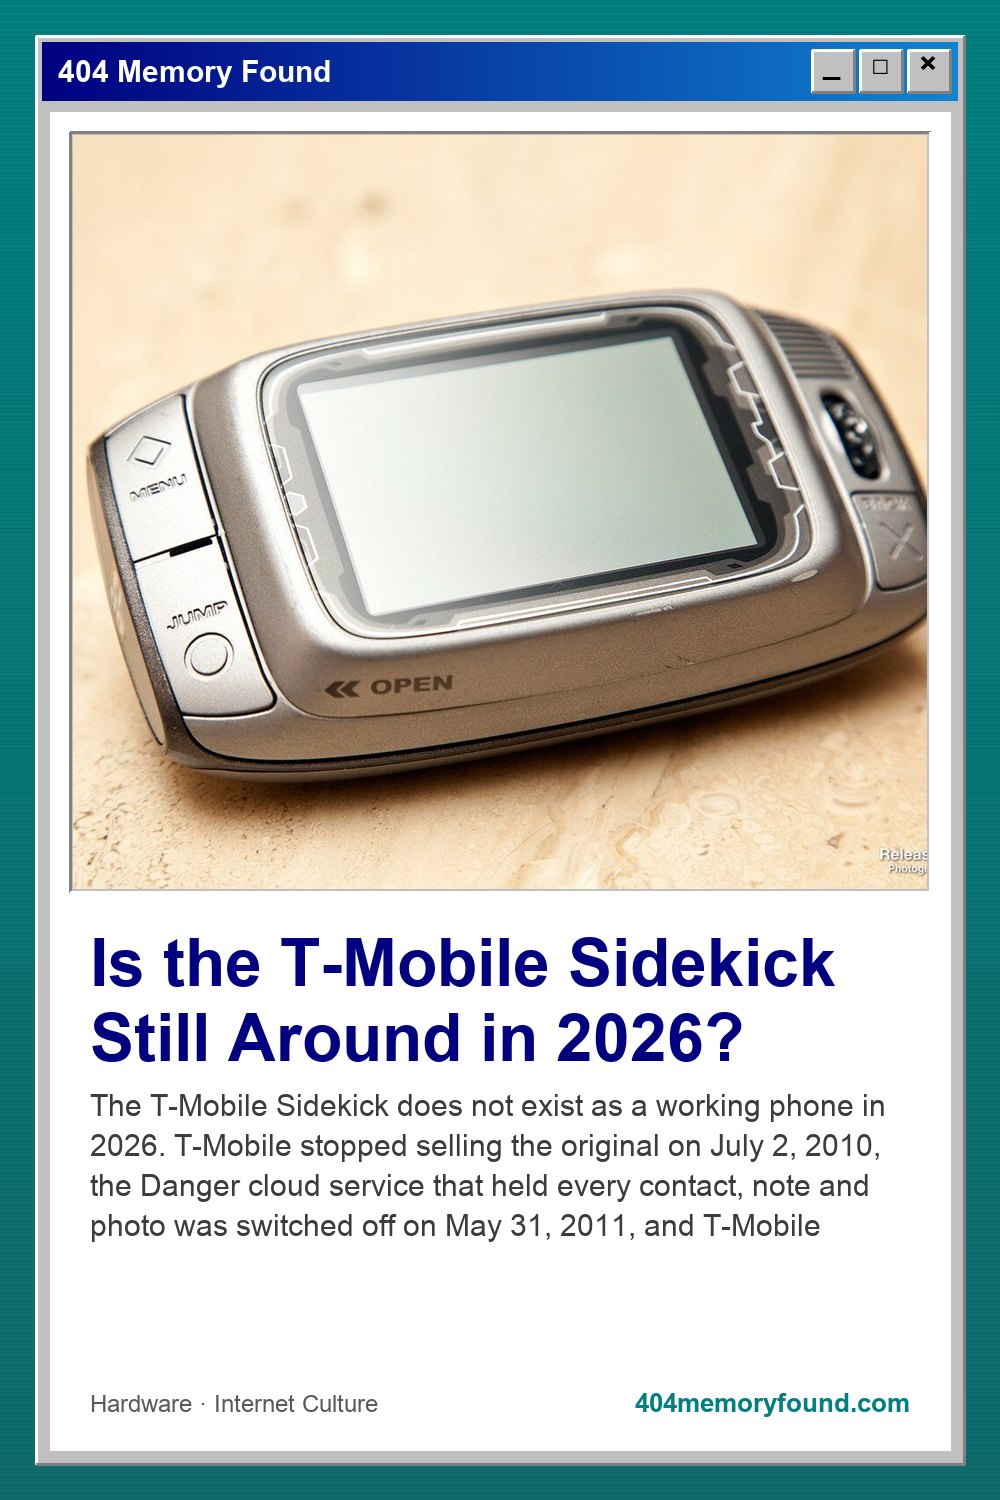 404 Memory Found
MENU
JUMP
OPEN
BACK
Releas
Photogr
Is the T-Mobile Sidekick
Still Around in 2026?
The T-Mobile Sidekick does not exist as a working phone in
2026. T-Mobile stopped selling the original on July 2, 2010,
the Danger cloud service that held every contact, note and
photo was switched off on May 31, 2011, and T-Mobile
Hardware · Internet Culture
404memoryfound.com